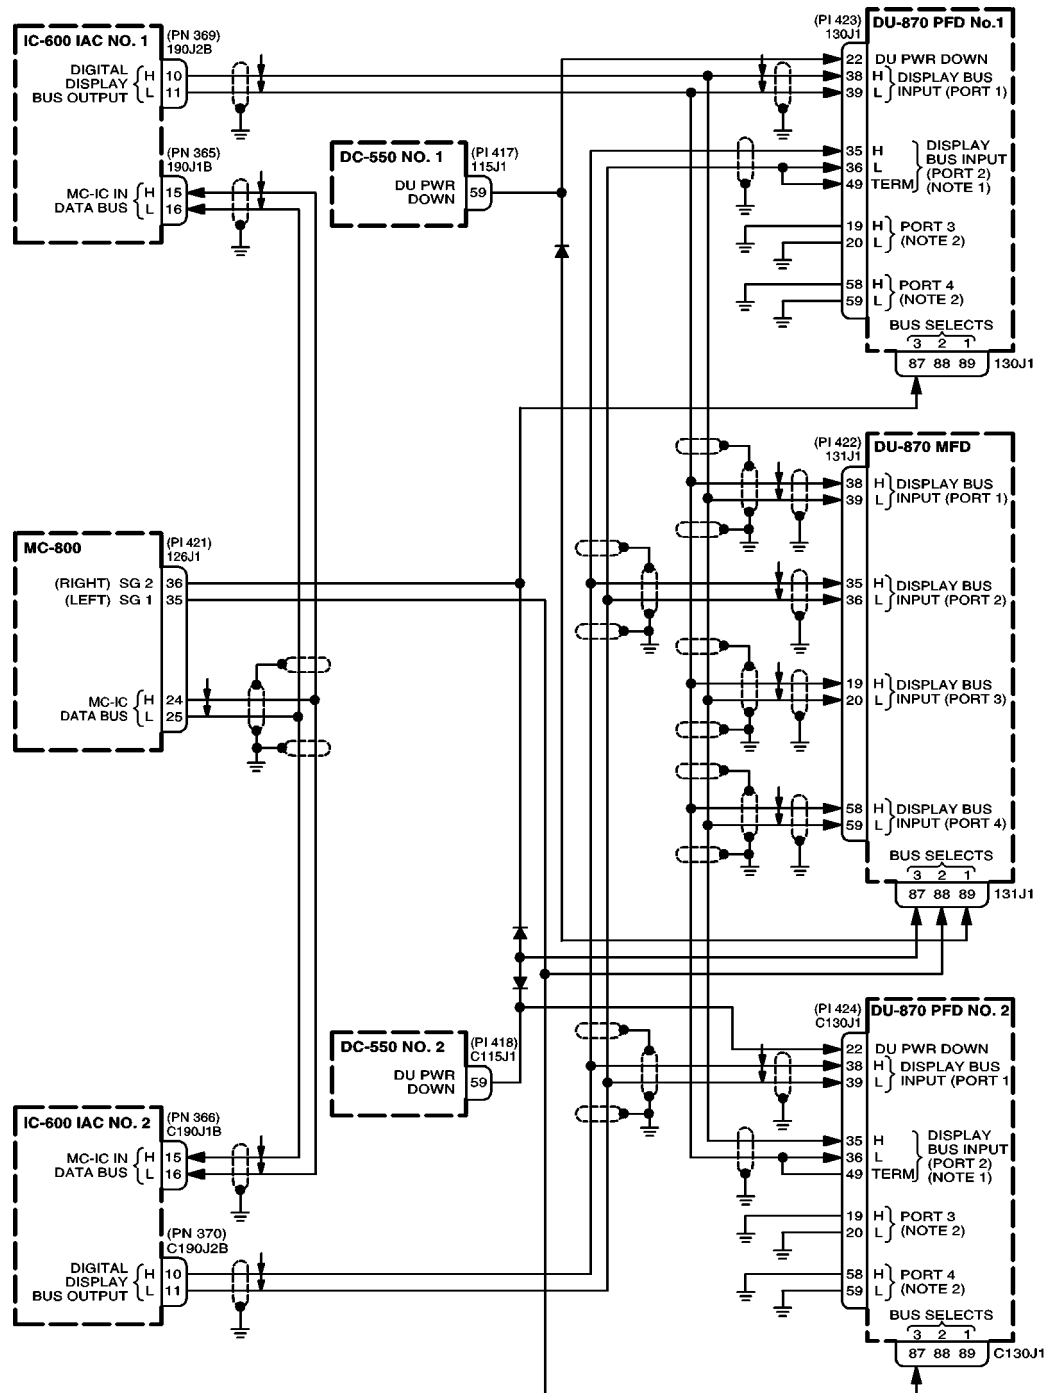 IC-600 IAC NO. 1
(PN 369)
190J2B
DIGITAL
DISPLAY
BUS OUTPUT
H 10
L 11
(PN 365)
190J1B
MC-IC IN
DATA BUS
H 15
L 16
DC-550 NO. 1
(PI 417)
115J1
DU PWR
DOWN
59
(PI 423)
130J1
DU-870 PFD No.1
22 DU PWR DOWN
38 H DISPLAY BUS
39 L INPUT (PORT 1)
35 H
36 L
49 TERM
DISPLAY
BUS INPUT
(PORT 2)
(NOTE 1)
19 H PORT 3
20 L (NOTE 2)
58 H PORT 4
59 L (NOTE 2)
BUS SELECTS
3 2 1
87 88 89
130J1
MC-800
(PI 421)
126J1
(RIGHT) SG 2 36
(LEFT) SG 1 35
MC-IC
DATA BUS
H 24
L 25
(PI 422)
131J1
DU-870 MFD
38 H DISPLAY BUS
39 L INPUT (PORT 1)
35 H DISPLAY BUS
36 L INPUT (PORT 2)
19 H DISPLAY BUS
20 L INPUT (PORT 3)
58 H DISPLAY BUS
59 L INPUT (PORT 4)
BUS SELECTS
3 2 1
87 88 89
131J1
DC-550 NO. 2
(PI 418)
C115J1
DU PWR
DOWN
59
IC-600 IAC NO. 2
(PN 366)
C190J1B
MC-IC IN
DATA BUS
H 15
L 16
(PN 370)
C190J2B
DIGITAL
DISPLAY
BUS OUTPUT
H 10
L 11
(PI 424)
C130J1
DU-870 PFD NO. 2
22 DU PWR DOWN
38 H DISPLAY BUS
39 L INPUT (PORT 1
35 H
36 L
49 TERM
DISPLAY
BUS INPUT
(PORT 2)
(NOTE 1)
19 H PORT 3
20 L (NOTE 2)
58 H PORT 4
59 L (NOTE 2)
BUS SELECTS
3 2 1
87 88 89
C130J1